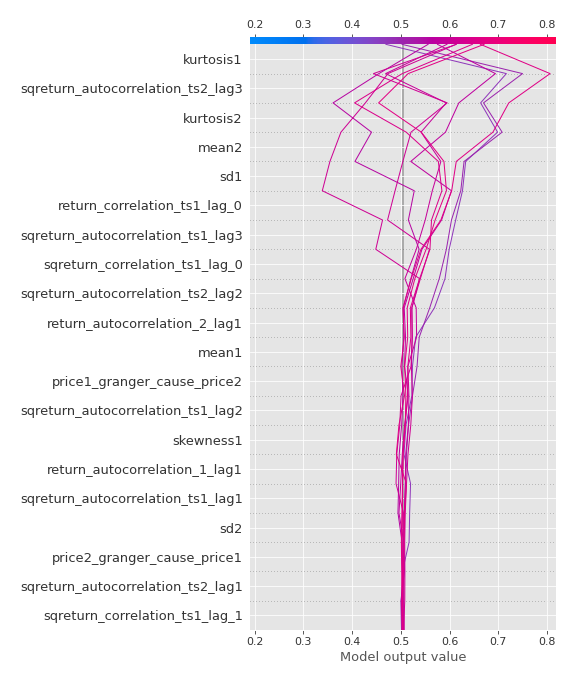 0.2 0.3 0.4 0.5 0.6 0.7 0.8
kurtosis1
sqreturn_autocorrelation_ts2_lag3
kurtosis2
mean2
sd1
return_correlation_ts1_lag_0
sqreturn_autocorrelation_ts1_lag3
sqreturn_correlation_ts1_lag_0
sqreturn_autocorrelation_ts2_lag2
return_autocorrelation_2_lag1
mean1
price1_granger_cause_price2
sqreturn_autocorrelation_ts1_lag2
skewness1
return_autocorrelation_1_lag1
sqreturn_autocorrelation_ts1_lag1
sd2
price2_granger_cause_price1
sqreturn_autocorrelation_ts2_lag1
sqreturn_correlation_ts1_lag_1
0.2 0.3 0.4 0.5 0.6 0.7 0.8
Model output value